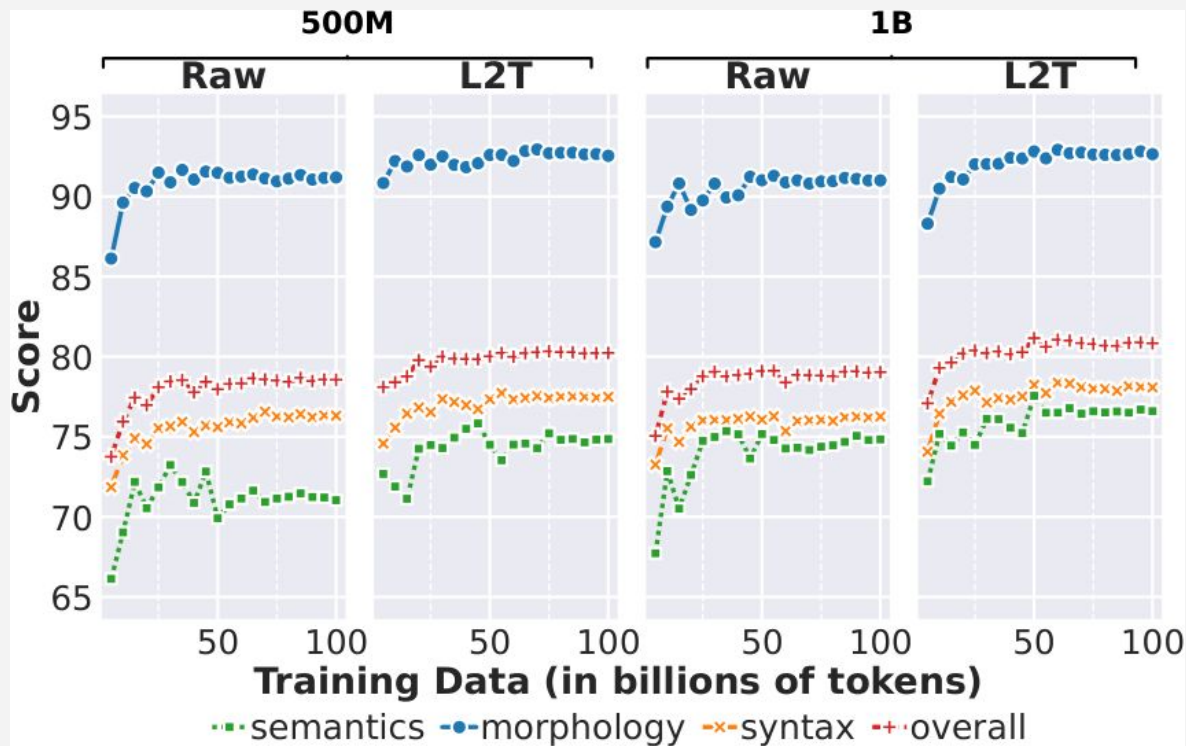 500M 1B
Raw L2T Raw L2T
95
90
85
80
75
70
65
Score
50 100 50 100 50 100 50 100
Training Data (in billions of tokens)
semantics morphology syntax overall